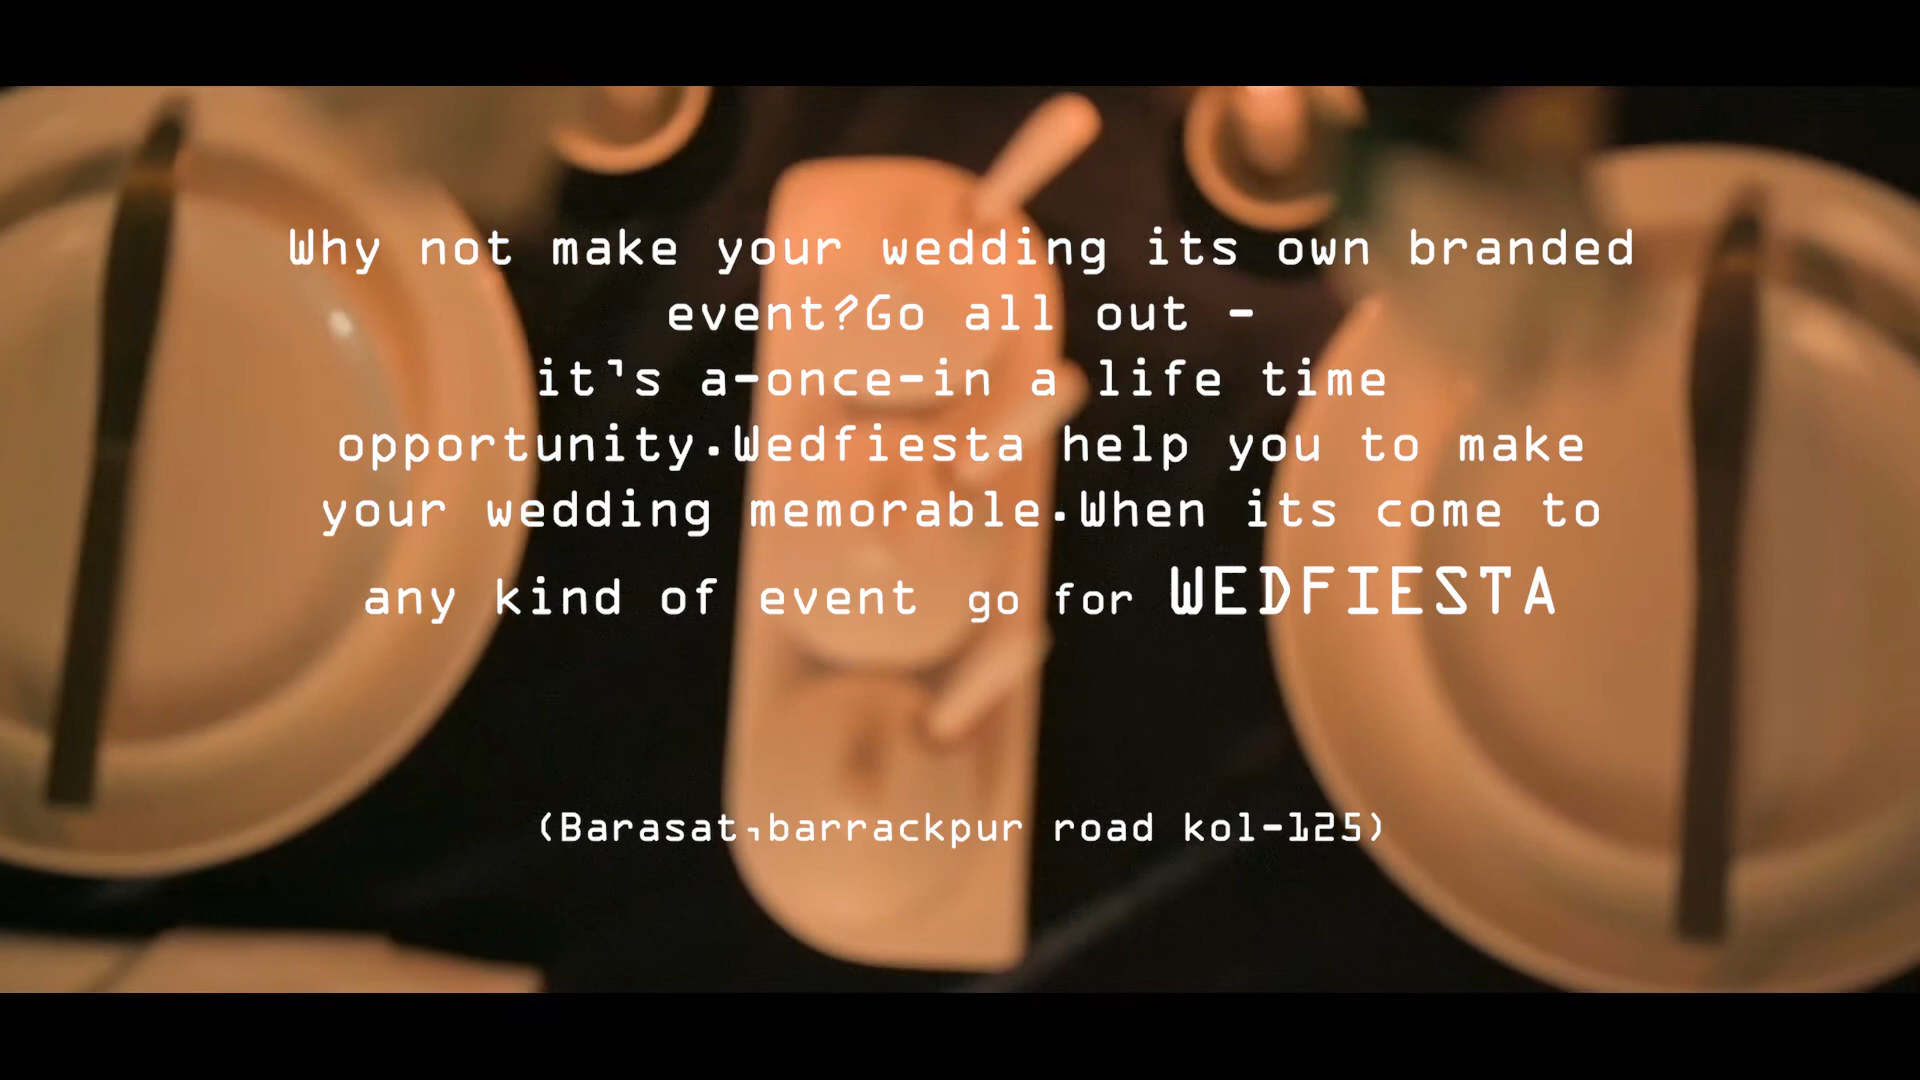 Why not make your wedding its own branded
event?Go all out -
it's a-once-in a life time
opportunity.Wedfiesta help you to make
your wedding memorable.When its come to
any kind of event go for WEDFIESTA
(Barasat,barrackpur road kol-125)